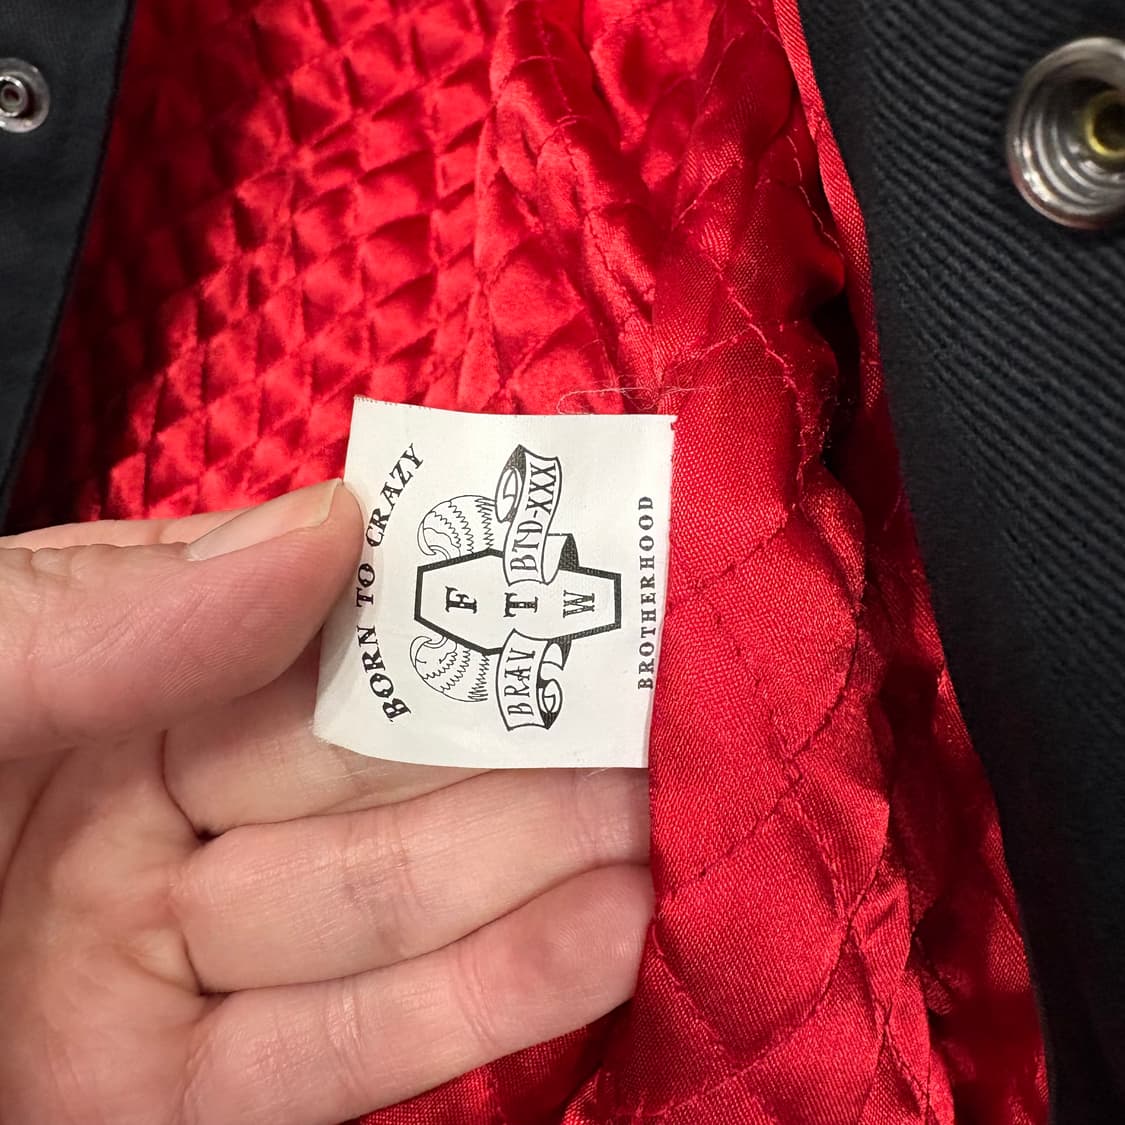 BORN TO CRAZY
F
T
W
BRAV
BTD-XXX
BROTHERHOOD